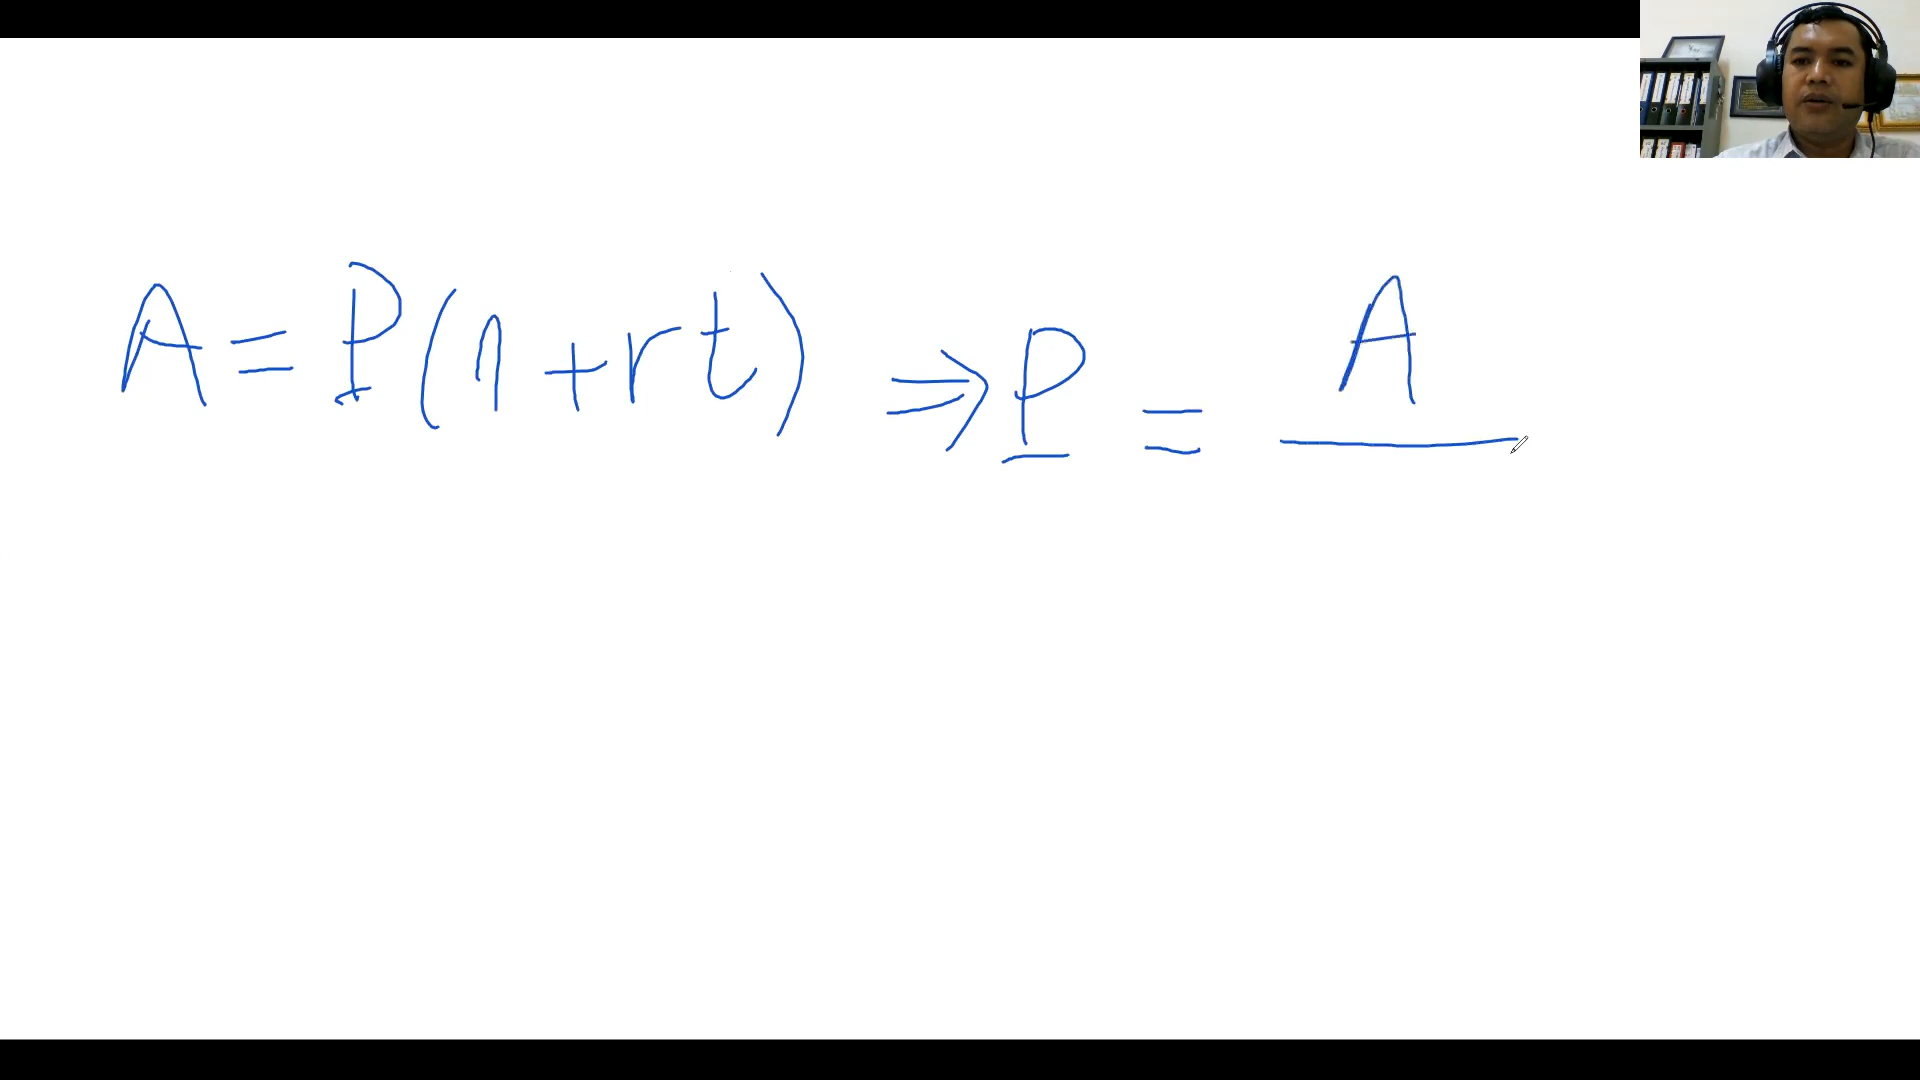 A = P(1 + rt) ⇒ P = A